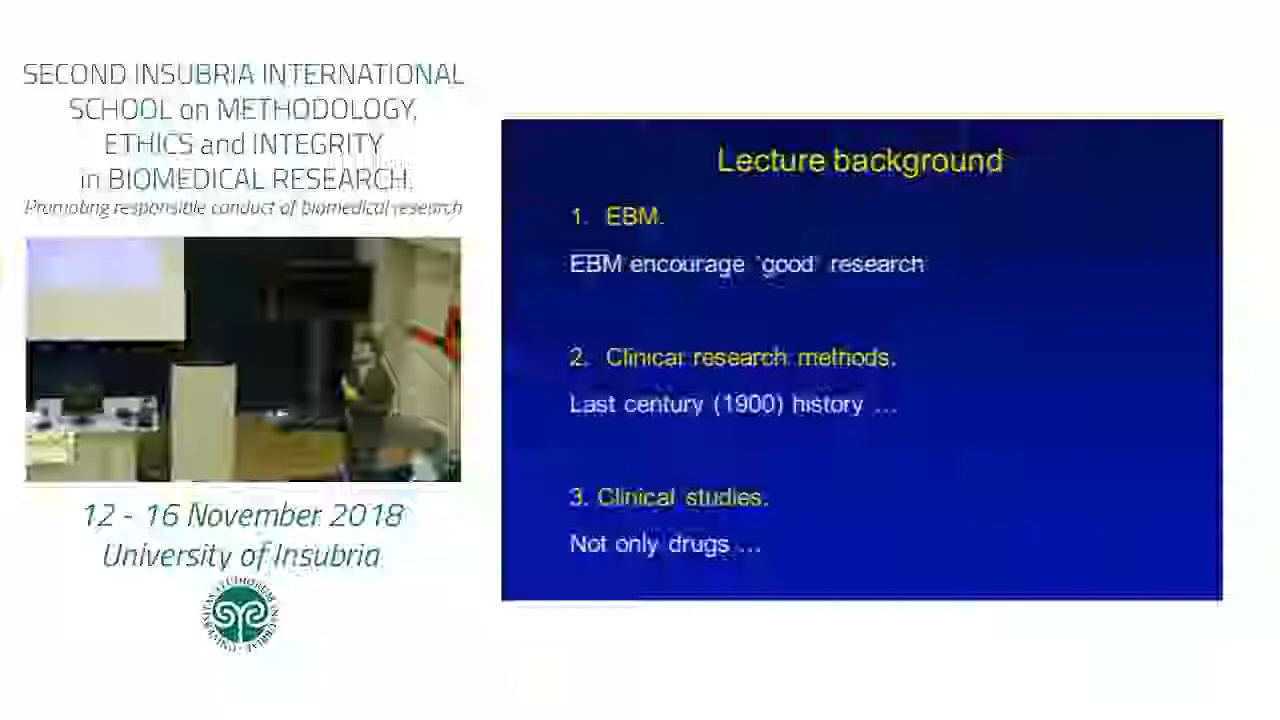 SECOND INSUBRIA INTERNATIONAL
SCHOOL on METHODOLOGY,
ETHICS and INTEGRITY
in BIOMEDICAL RESEARCH.
Promoting responsible conduct of biomedical research
12 - 16 November 2018
University of Insubria
Lecture background
1. EBM.
EBM encourage 'good' research
2. Clinical research methods.
Last century (1900) history ...
3. Clinical studies.
Not only drugs ...